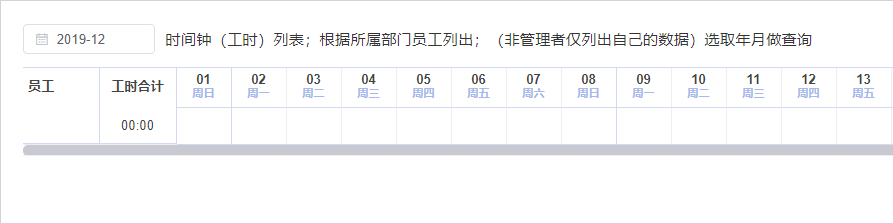 2019-12 时间钟（工时）列表；根据所属部门员工列出；（非管理者仅列出自己的数据）选取年月做查询
员工 工时合计 01 02 03 04 05 06 07 08 09 10 11 12 13
周日 周一 周二 周三 周四 周五 周六 周日 周一 周二 周三 周四 周五
00:00